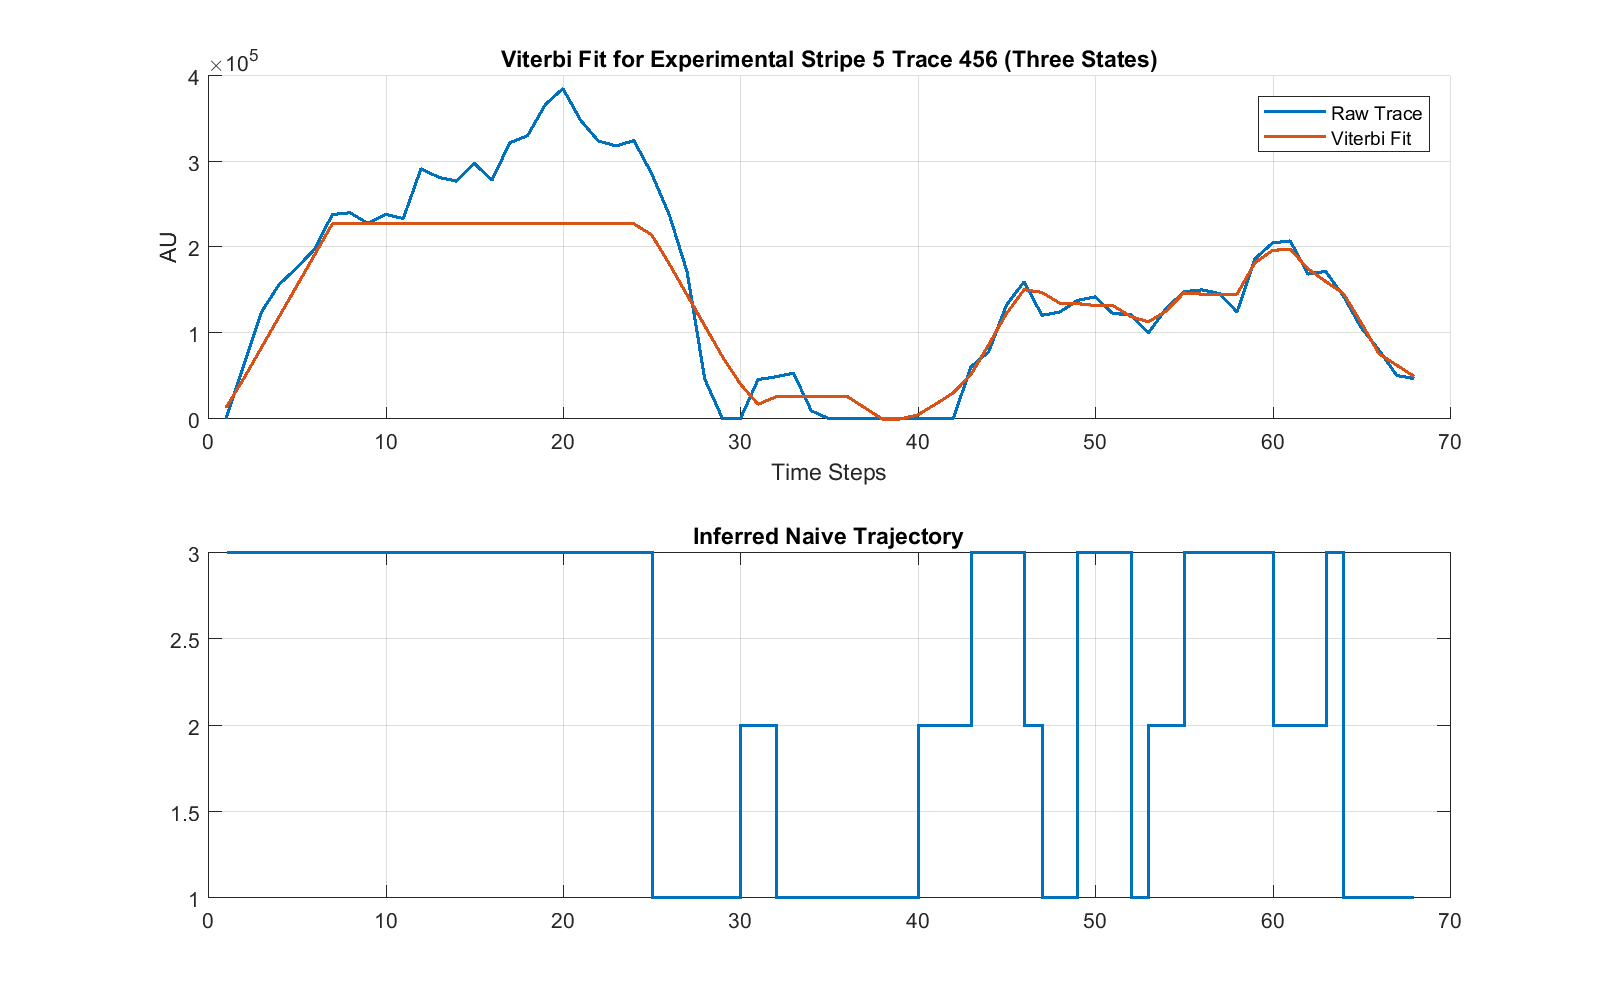 Viterbi Fit for Experimental Stripe 5 Trace 456 (Three States)
×10^5
Raw Trace
Viterbi Fit
4
3
2
1
0
AU
0 10 20 30 40 50 60 70
Time Steps
Inferred Naive Trajectory
3
2.5
2
1.5
1
0 10 20 30 40 50 60 70